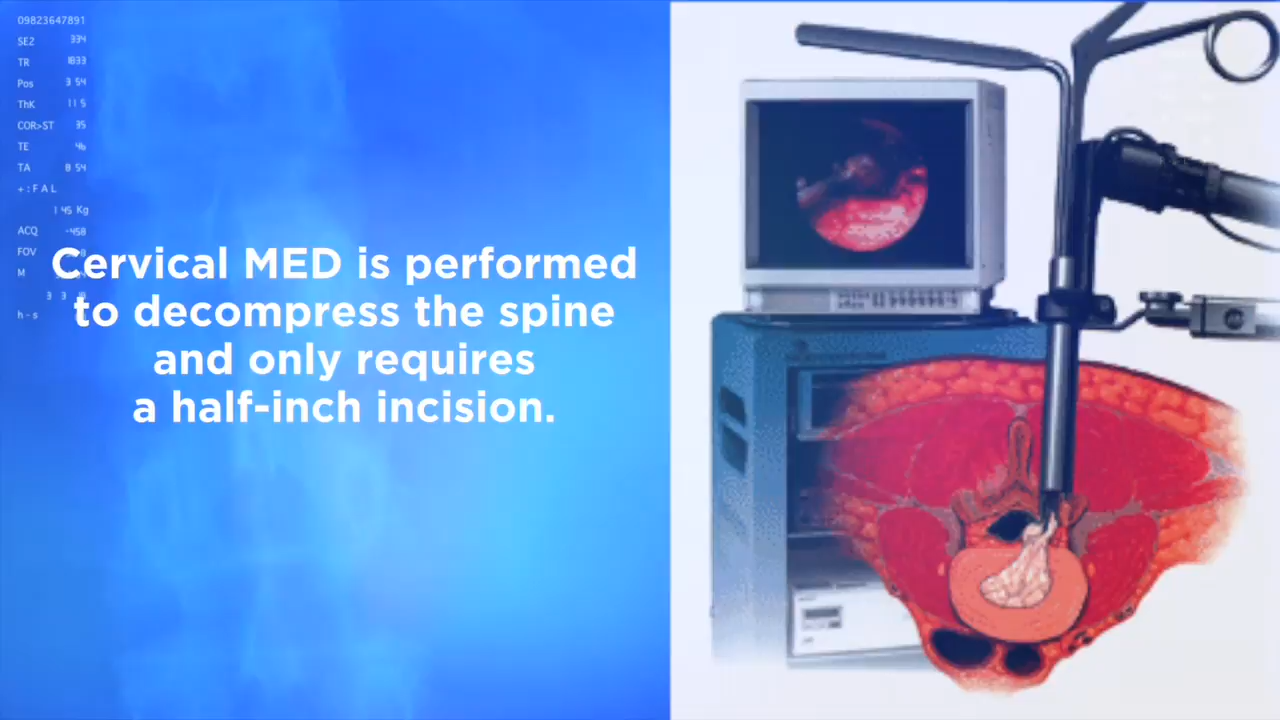 09823647891
SE2 334
TR 1833
Pos 3 54
ThK 11 5
COR>ST 35
TE 46
TA 8 54
+ : F A L
1 45 Kg
ACQ -458
FOV
M
3 3
h - s
Cervical MED is performed
to decompress the spine
and only requires
a half-inch incision.